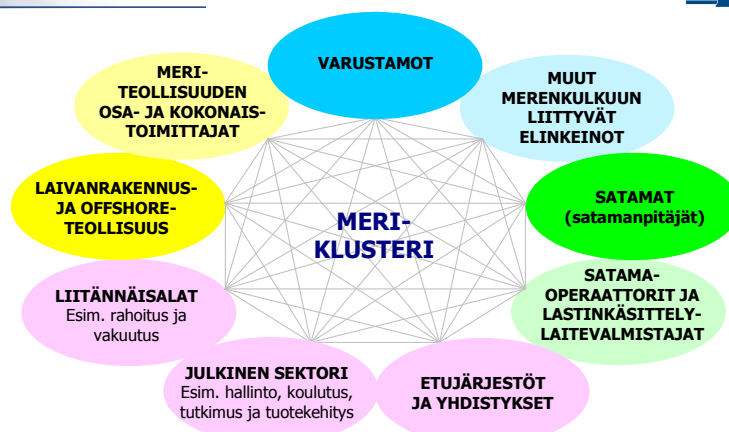 VARUSTAMOT
MERI-
TEOLLISUUDEN
OSA- JA KOKONAIS-
TOIMITTAJAT
MUUT
MERENKULKUUN
LIITTYVÄT
ELINKEINOT
LAIVANRAKENNUS-
JA OFFSHORE-
TEOLLISUUS
MERI-
KLUSTERI
SATAMAT
(satamanpitäjät)
LIITÄNNÄISALAT
Esim. rahoitus ja
vakuutus
SATAMA-
OPERAATTORIT JA
LASTINKÄSITTELY-
LAITEVALMISTAJAT
JULKINEN SEKTORI
Esim. hallinto, koulutus,
tutkimus ja tuotekehitys
ETUJÄRJESTÖT
JA YHDISTYKSET